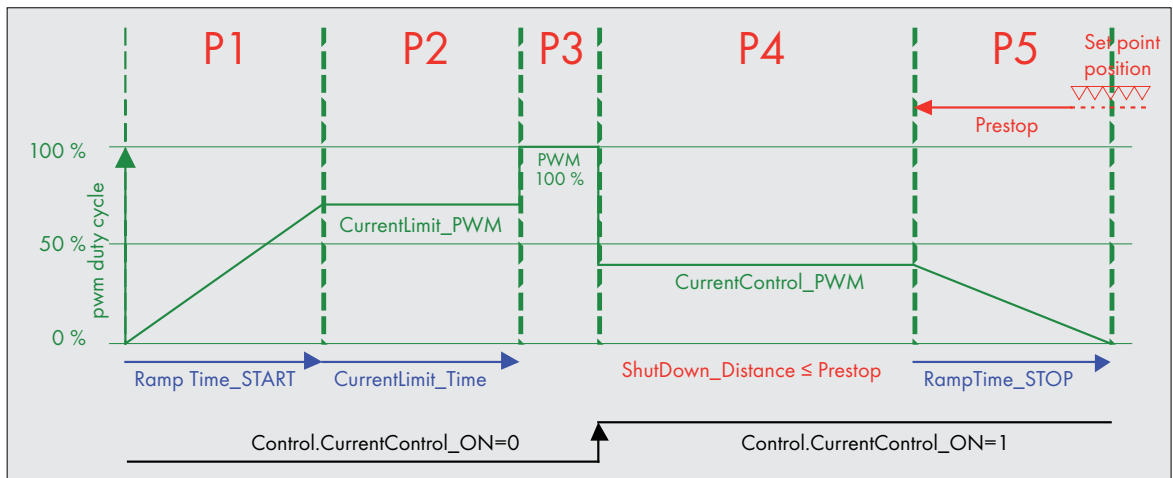 P1
P2
P3
P4
P5
Set point
position
Prestop
100 %
PWM
100 %
pwm duty cycle
CurrentLimit_PWM
50 %
CurrentControl_PWM
0 %
Ramp Time_START
CurrentLimit_Time
ShutDown_Distance ≤ Prestop
RampTime_STOP
Control.CurrentControl_ON=0
Control.CurrentControl_ON=1